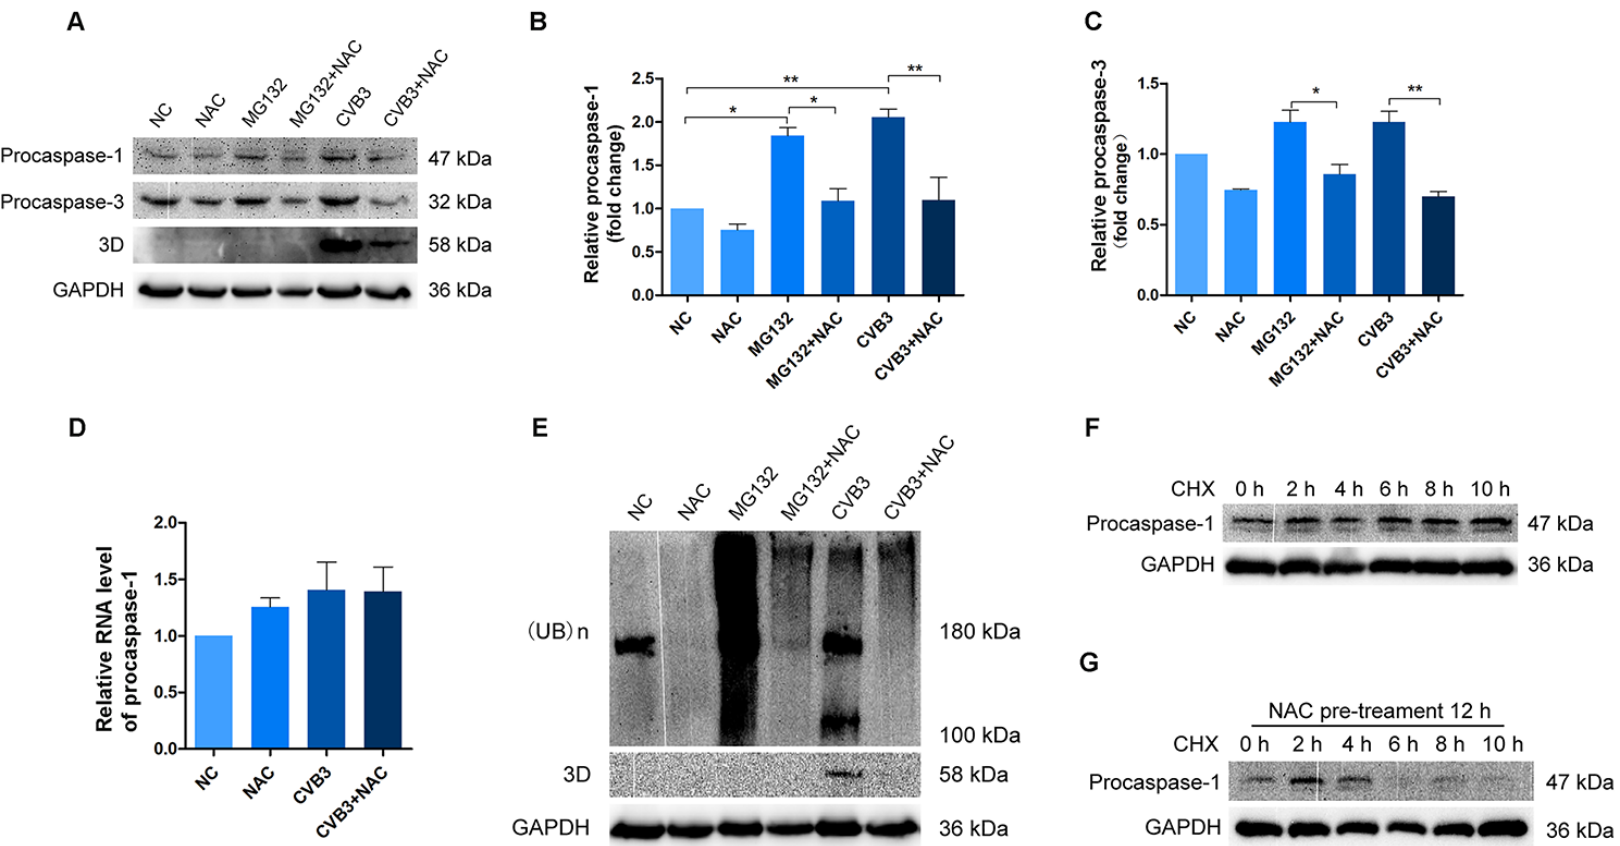 A
NC NAC MG132 MG132+NAC CVB3 CVB3+NAC
Procaspase-1 47 kDa
Procaspase-3 32 kDa
3D 58 kDa
GAPDH 36 kDa
B
Relative procaspase-1
(fold change)
2.5
2.0
1.5
1.0
0.5
0.0
** 
* 
* 
**
NC NAC MG132 MG132+NAC CVB3 CVB3+NAC
C
Relative procaspase-3
(fold change)
1.5
1.0
0.5
0.0
* 
**
NC NAC MG132 MG132+NAC CVB3 CVB3+NAC
D
Relative RNA level
of procaspase-1
2.0
1.5
1.0
0.5
0.0
NC NAC CVB3 CVB3+NAC
E
NC NAC MG132 MG132+NAC CVB3 CVB3+NAC
(UB)n 180 kDa
100 kDa
3D 58 kDa
GAPDH 36 kDa
F
CHX 0 h 2 h 4 h 6 h 8 h 10 h
Procaspase-1 47 kDa
GAPDH 36 kDa
G
NAC pre-treament 12 h
CHX 0 h 2 h 4 h 6 h 8 h 10 h
Procaspase-1 47 kDa
GAPDH 36 kDa